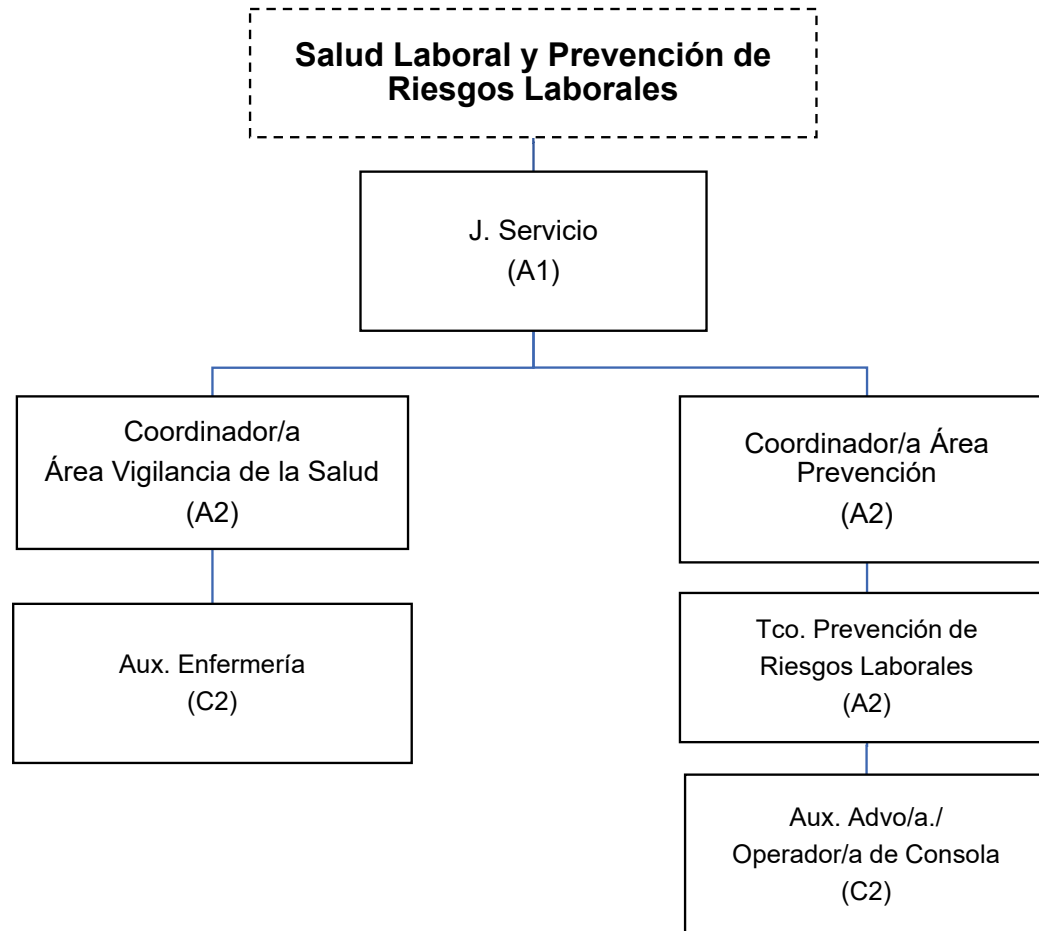 Salud Laboral y Prevención de
Riesgos Laborales
J. Servicio
(A1)
Coordinador/a
Área Vigilancia de la Salud
(A2)
Aux. Enfermería
(C2)
Coordinador/a Área
Prevención
(A2)
Tco. Prevención de
Riesgos Laborales
(A2)
Aux. Advo/a./
Operador/a de Consola
(C2)